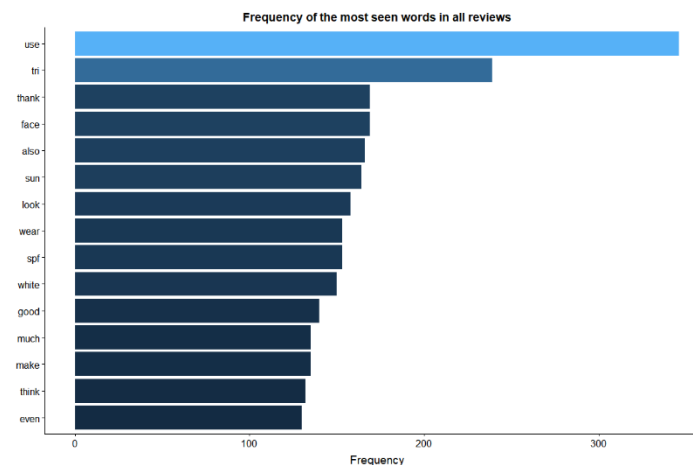 Frequency of the most seen words in all reviews
use
tri
thank
face
also
sun
look
wear
spf
white
good
much
make
think
even
0 100 200 300
Frequency